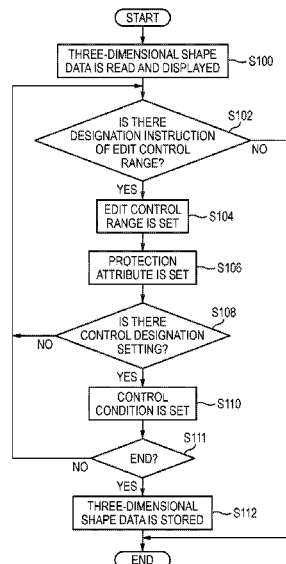 START
THREE-DIMENSIONAL SHAPE
DATA IS READ AND DISPLAYED
S100
IS THERE
DESIGNATION INSTRUCTION
OF EDIT CONTROL
RANGE?
S102
NO
YES
EDIT CONTROL
RANGE IS SET
S104
PROTECTION
ATTRIBUTE IS SET
S106
IS THERE
CONTROL DESIGNATION
SETTING?
S108
NO
YES
CONTROL
CONDITION IS SET
S110
END?
S111
NO
YES
THREE-DIMENSIONAL
SHAPE DATA IS STORED
S112
END